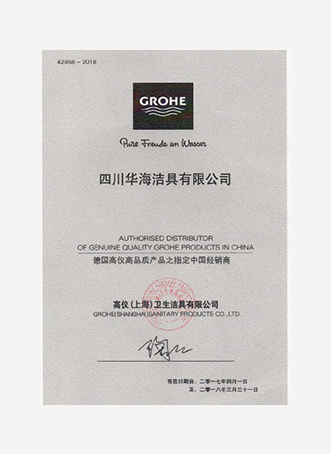 42458-2018
GROHE
Pure Freude an Wasser
四川华海洁具有限公司
AUTHORISED DISTRIBUTOR
OF GENUINE QUALITY GROHE PRODUCTS IN CHINA
德国高仪高品质产品之指定中国经销商
高仪(上海)卫生洁具有限公司
GROHE(SHANGHAI)SANITARY PRODUCTS CO.,LTD.
有效日期自:二零一七年四月一日
至:二零一八年三月三十一日